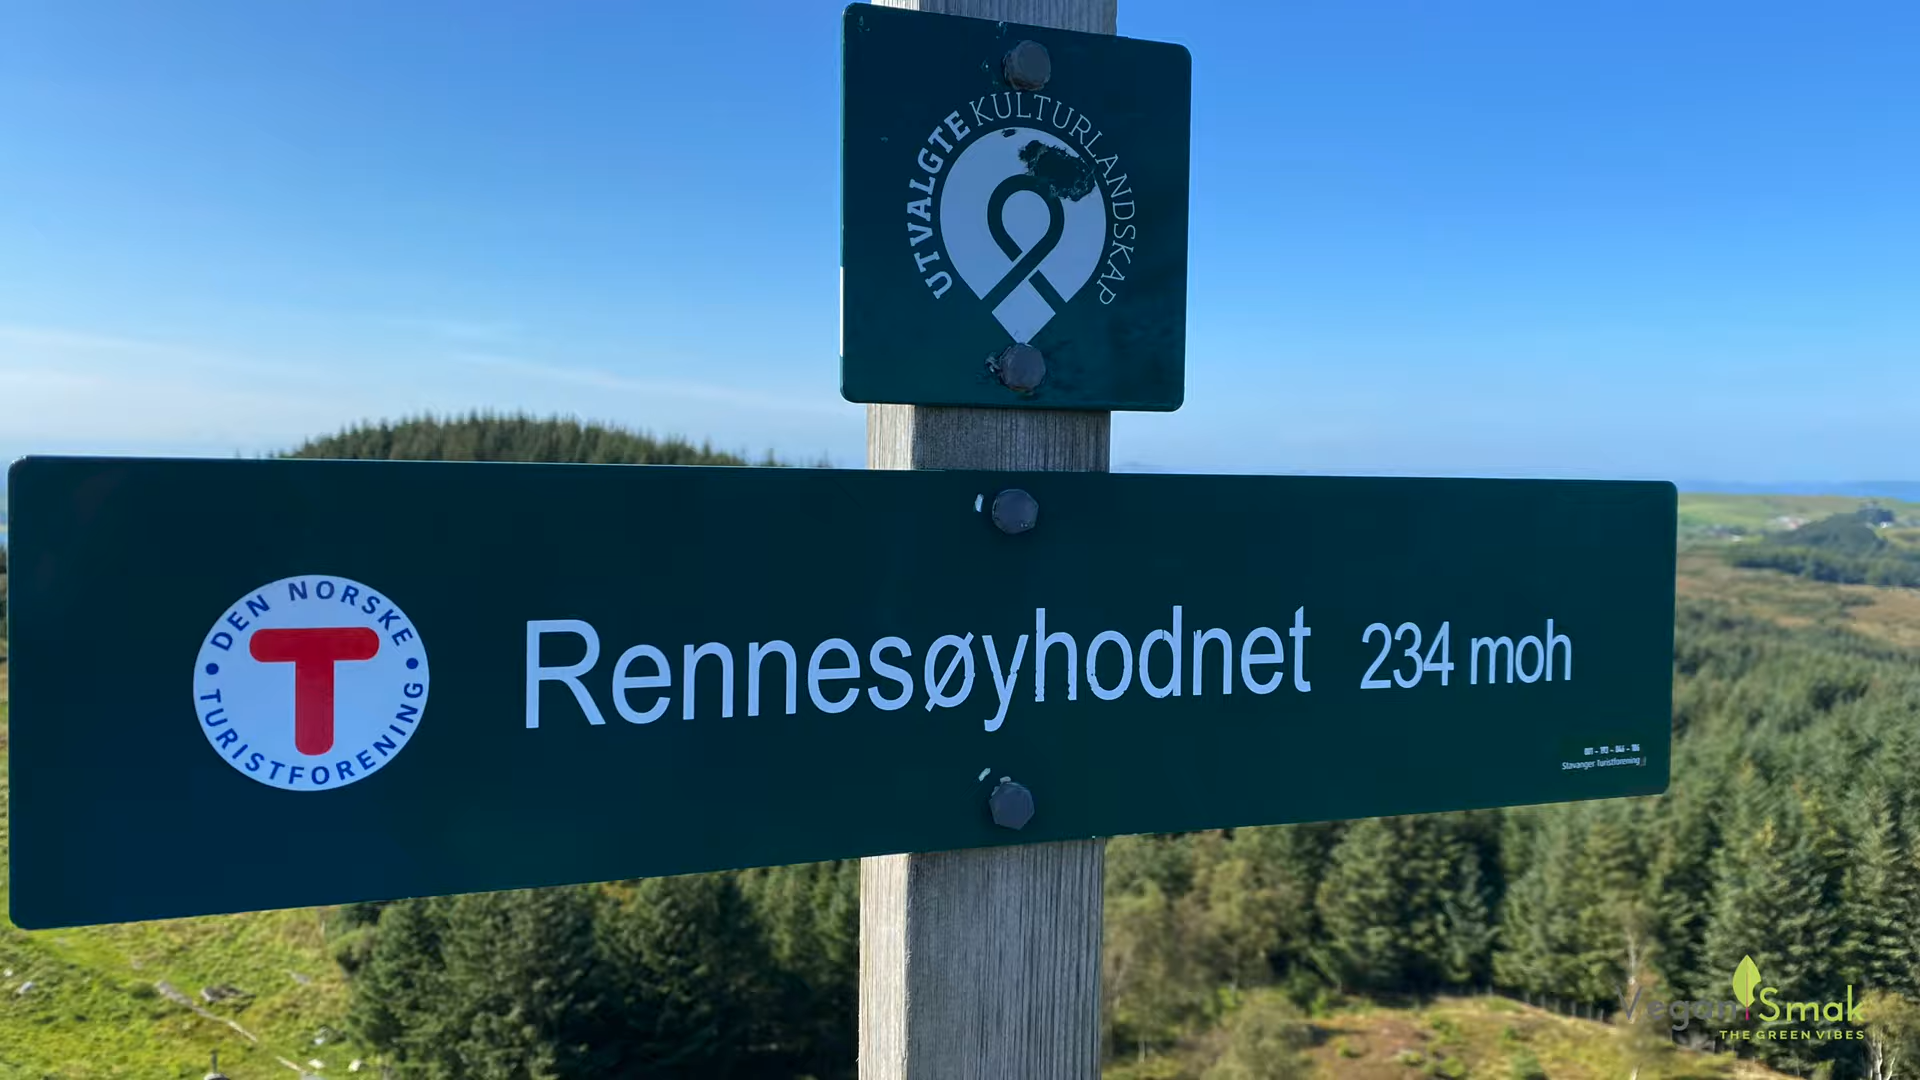 UTVALGTE KULTURLANDSKAP
DEN NORSKE
TURISTFORENING
T
Rennesøyhodnet 234 moh
Stavanger Turistforening
Vegan Smak
THE GREEN VIBES